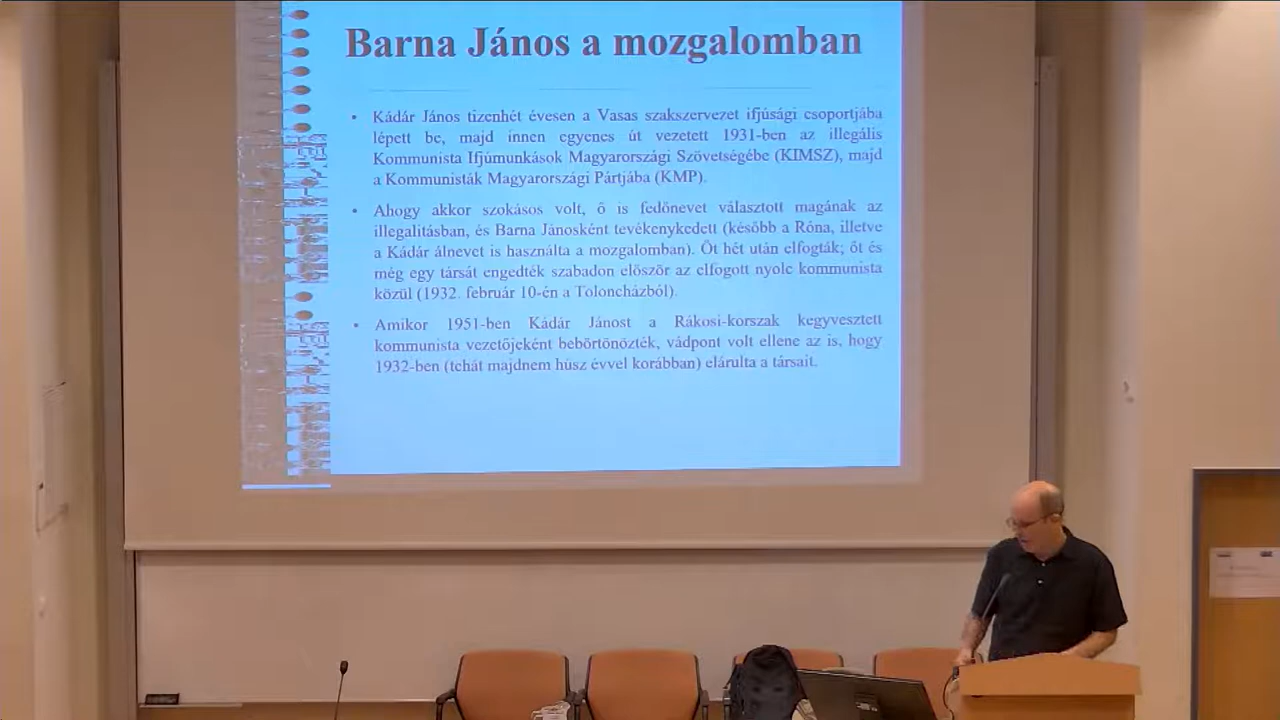 Barna János a mozgalomban
• Kádár János tizenhét évesen a Vasas szakszervezet ifjúsági csoportjába
lépett be, majd innen egyenes út vezetett 1931-ben az illegális
Kommunista Ifjúmunkások Magyarországi Szövetségébe (KIMSZ), majd
a Kommunisták Magyarországi Pártjába (KMP).
• Ahogy akkor szokásos volt, ő is fedőnevet választott magának az
illegalitásban, és Barna Jánosként tevékenykedett (később a Róna, illetve
a Kádár álnevet is használta a mozgalomban). Öt hét után elfogták; őt és
még egy társát engedték szabadon először az elfogott nyolc kommunista
közül (1932. február 10-én a Toloncházból).
• Amikor 1951-ben Kádár Jánost a Rákosi-korszak kegyvesztett
kommunista vezetőjeként bebörtönözték, vádpont volt ellene az is, hogy
1932-ben (tehát majdnem húsz évvel korábban) elárulta a társait.